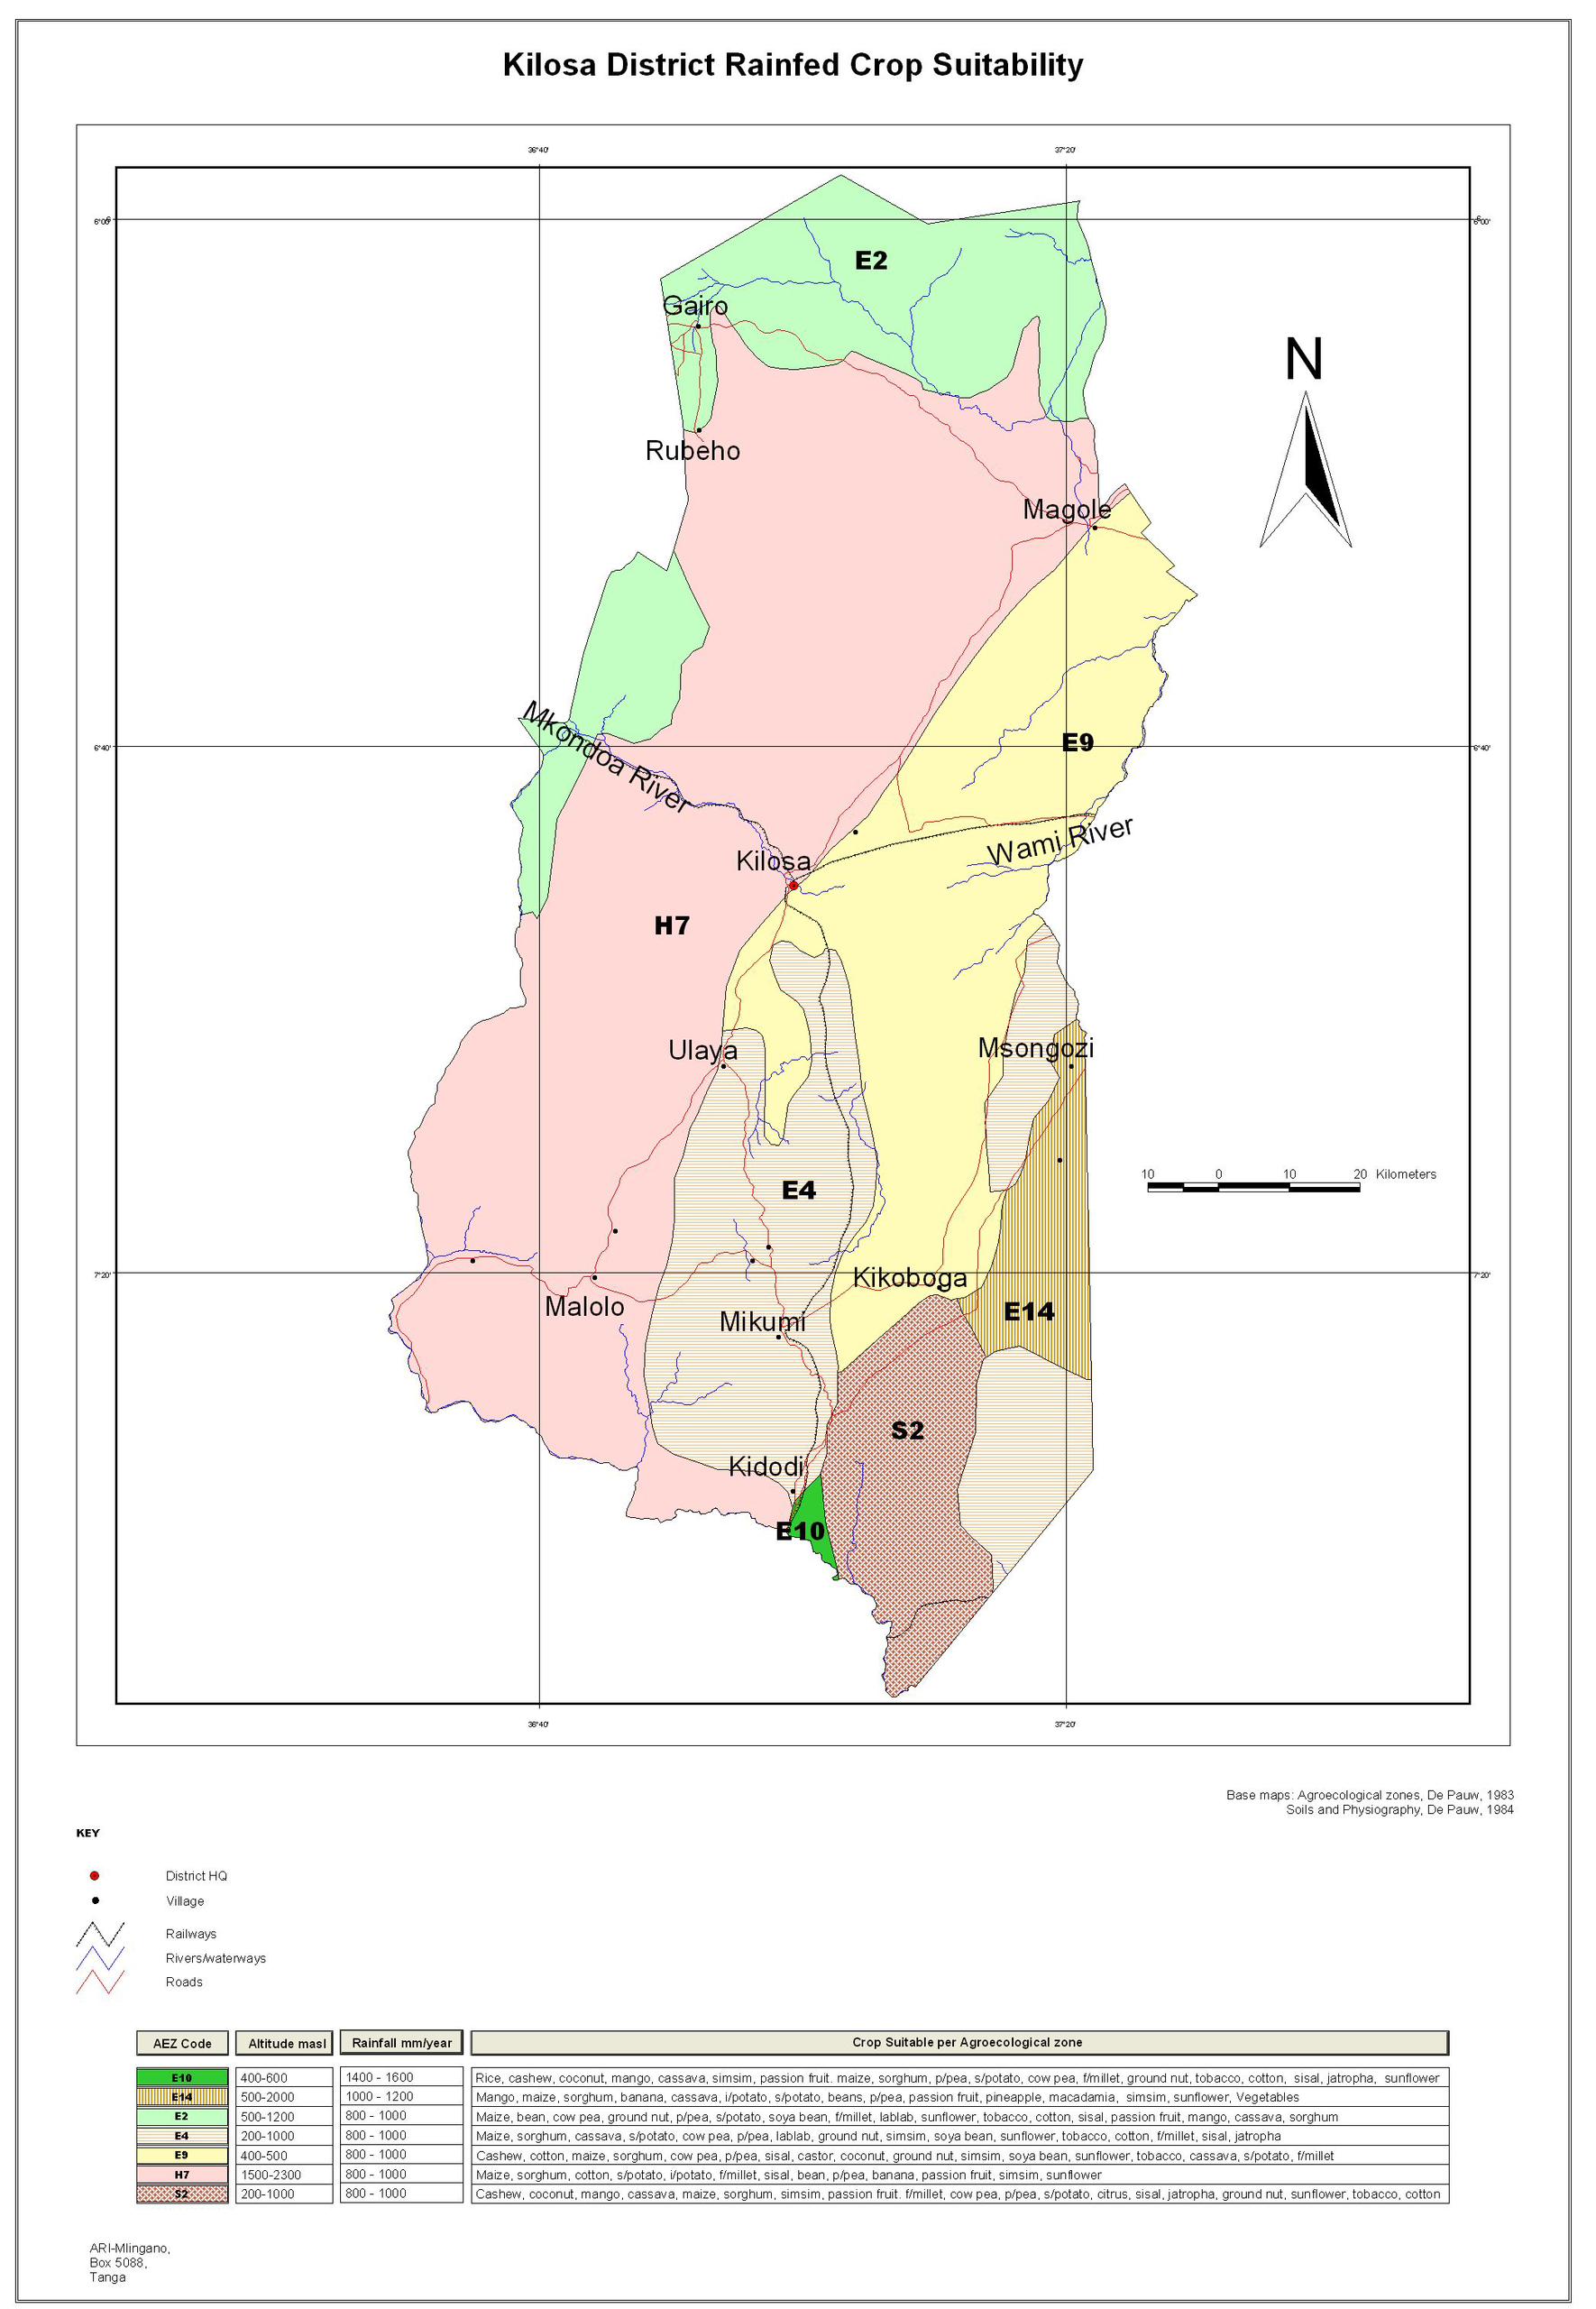 Kilosa District Rainfed Crop Suitability
36°40' 37°20'
6°00' 6°00'
E2
Gairo
N
Rubeho
Magole
Mkondoa River
6°40' E9 6°40'
Wami River
Kilosa
H7
Ulaya
Msongozi
E4
10 0 10 20 Kilometers
7°20' 7°20'
Kikoboga
Malolo
E14
Mikumi
S2
Kidodi
E10
36°40' 37°20'
Base maps: Agroecological zones, De Pauw, 1983
Soils and Physiography, De Pauw, 1984
KEY
District HQ
Village
Railways
Rivers/waterways
Roads
AEZ Code Altitude masl Rainfall mm/year Crop Suitable per Agroecological zone
E10 400-600 1400 - 1600 Rice, cashew, coconut, mango, cassava, simsim, passion fruit. maize, sorghum, p/pea, s/potato, cow pea, f/millet, ground nut, tobacco, cotton, sisal, jatropha, sunflower
E14 500-2000 1000 - 1200 Mango, maize, sorghum, banana, cassava, i/potato, s/potato, beans, p/pea, passion fruit, pineapple, macadamia, simsim, sunflower, Vegetables
E2 500-1200 800 - 1000 Maize, bean, cow pea, ground nut, p/pea, s/potato, soya bean, f/millet, lablab, sunflower, tobacco, cotton, sisal, passion fruit, mango, cassava, sorghum
E4 200-1000 800 - 1000 Maize, sorghum, cassava, s/potato, cow pea, p/pea, lablab, ground nut, simsim, soya bean, sunflower, tobacco, cotton, f/millet, sisal, jatropha
E9 400-500 800 - 1000 Cashew, cotton, maize, sorghum, cow pea, p/pea, sisal, castor, coconut, ground nut, simsim, soya bean, sunflower, tobacco, cassava, s/potato, f/millet
H7 1500-2300 800 - 1000 Maize, sorghum, cotton, s/potato, i/potato, f/millet, sisal, bean, p/pea, banana, passion fruit, simsim, sunflower
S2 200-1000 800 - 1000 Cashew, coconut, mango, cassava, maize, sorghum, simsim, passion fruit. f/millet, cow pea, p/pea, s/potato, citrus, sisal, jatropha, ground nut, sunflower, tobacco, cotton
ARI-Mlingano,
Box 5088,
Tanga